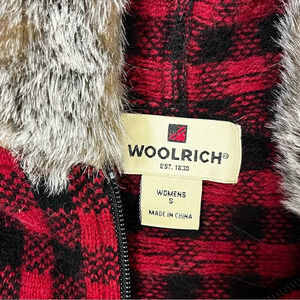 WOOLRICH®
EST. 1830
WOMENS
S
MADE IN CHINA